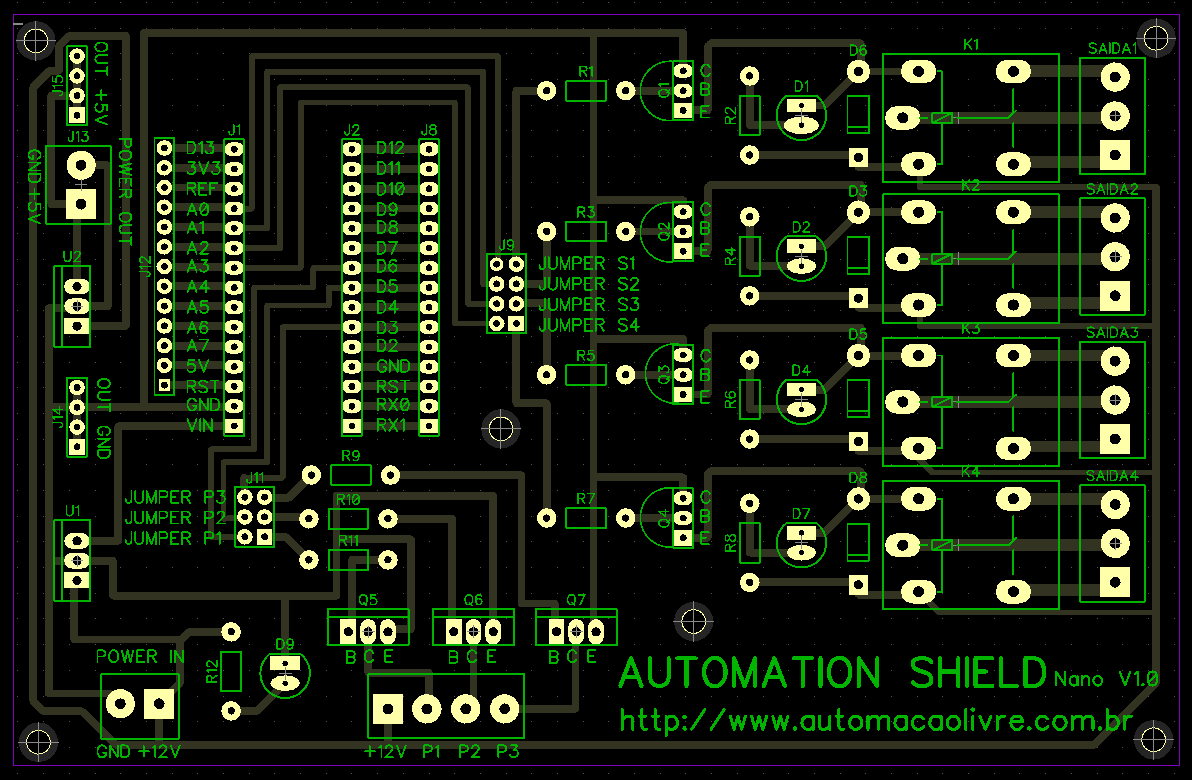 K1
SAIDA1
OUT +5V
J15
D6
R1
Q1
C
B
E
R2
D1
J13
GND+5V
POWER OUT
J1
J2
J8
J12
D13
3V3
REF
A0
A1
A2
A3
A4
A5
A6
A7
5V
RST
GND
VIN
D12
D11
D10
D9
D8
D7
D6
D5
D4
D3
D2
GND
RST
RX0
RX1
K2
SAIDA2
D3
R3
Q2
C
B
E
R4
D2
J9
JUMPER S1
JUMPER S2
JUMPER S3
JUMPER S4
U2
K3
SAIDA3
D5
R5
Q3
C
B
E
R6
D4
J14
OUT GND
R9
R10
R11
J11
JUMPER P3
JUMPER P2
JUMPER P1
K4
SAIDA4
D8
R7
Q4
C
B
E
R8
D7
U1
Q5
Q6
Q7
B C E
B C E
B C E
POWER IN
R12
D9
GND +12V
+12V P1 P2 P3
AUTOMATION SHIELD Nano V1.0
http://www.automacaolivre.com.br